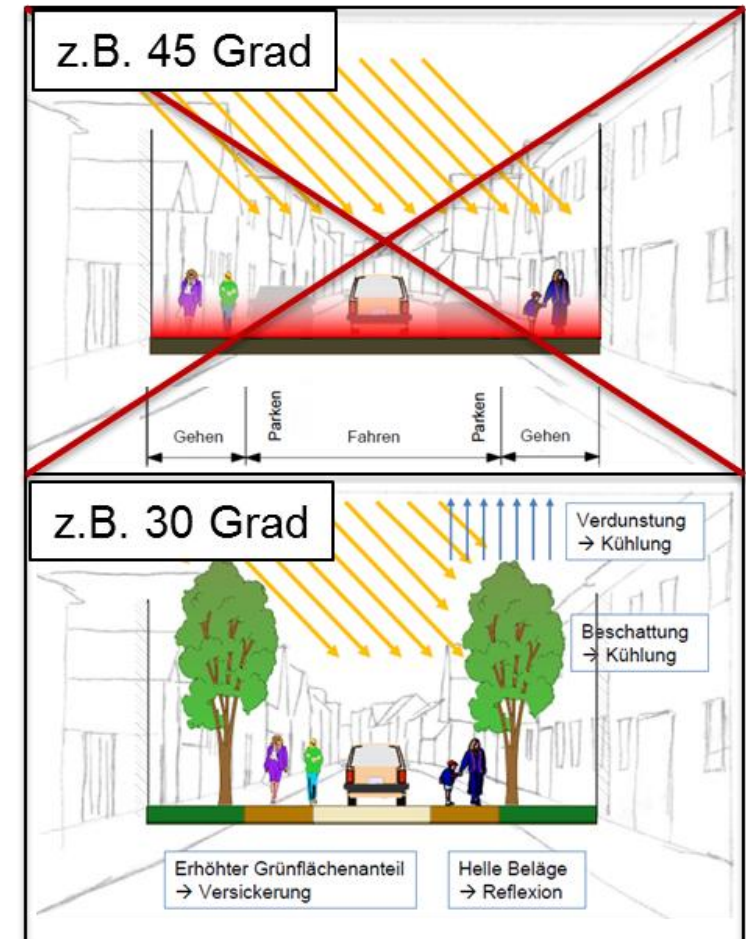 z.B. 45 Grad
Gehen
Parken
Fahren
Parken
Gehen
z.B. 30 Grad
Verdunstung
→ Kühlung
Beschattung
→ Kühlung
Erhöhter Grünflächenanteil
→ Versickerung
Helle Beläge
→ Reflexion